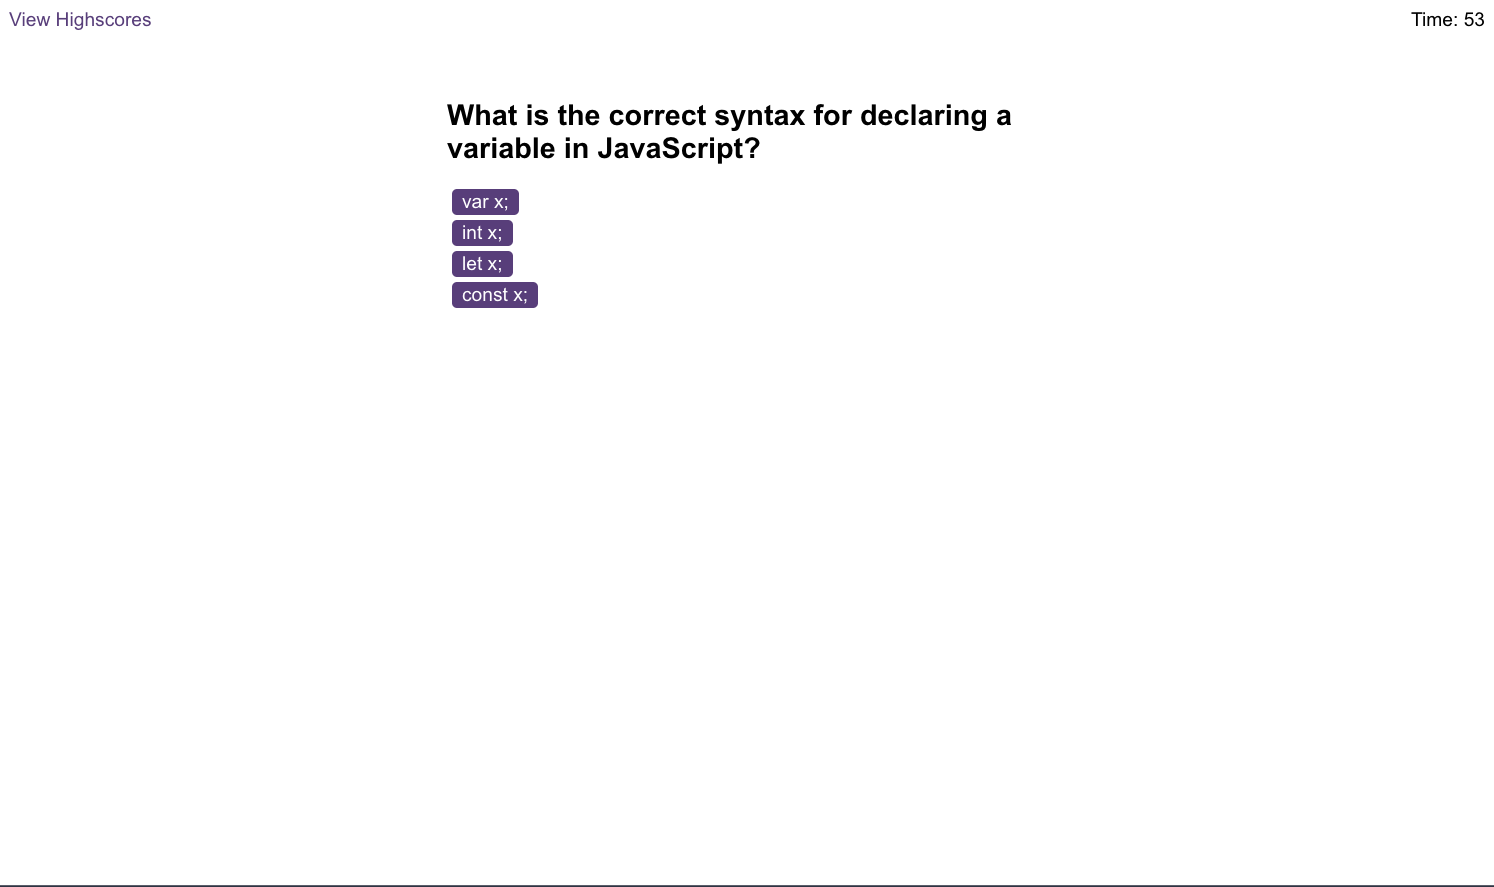 View Highscores
Time: 53
What is the correct syntax for declaring a
variable in JavaScript?
var x;
int x;
let x;
const x;